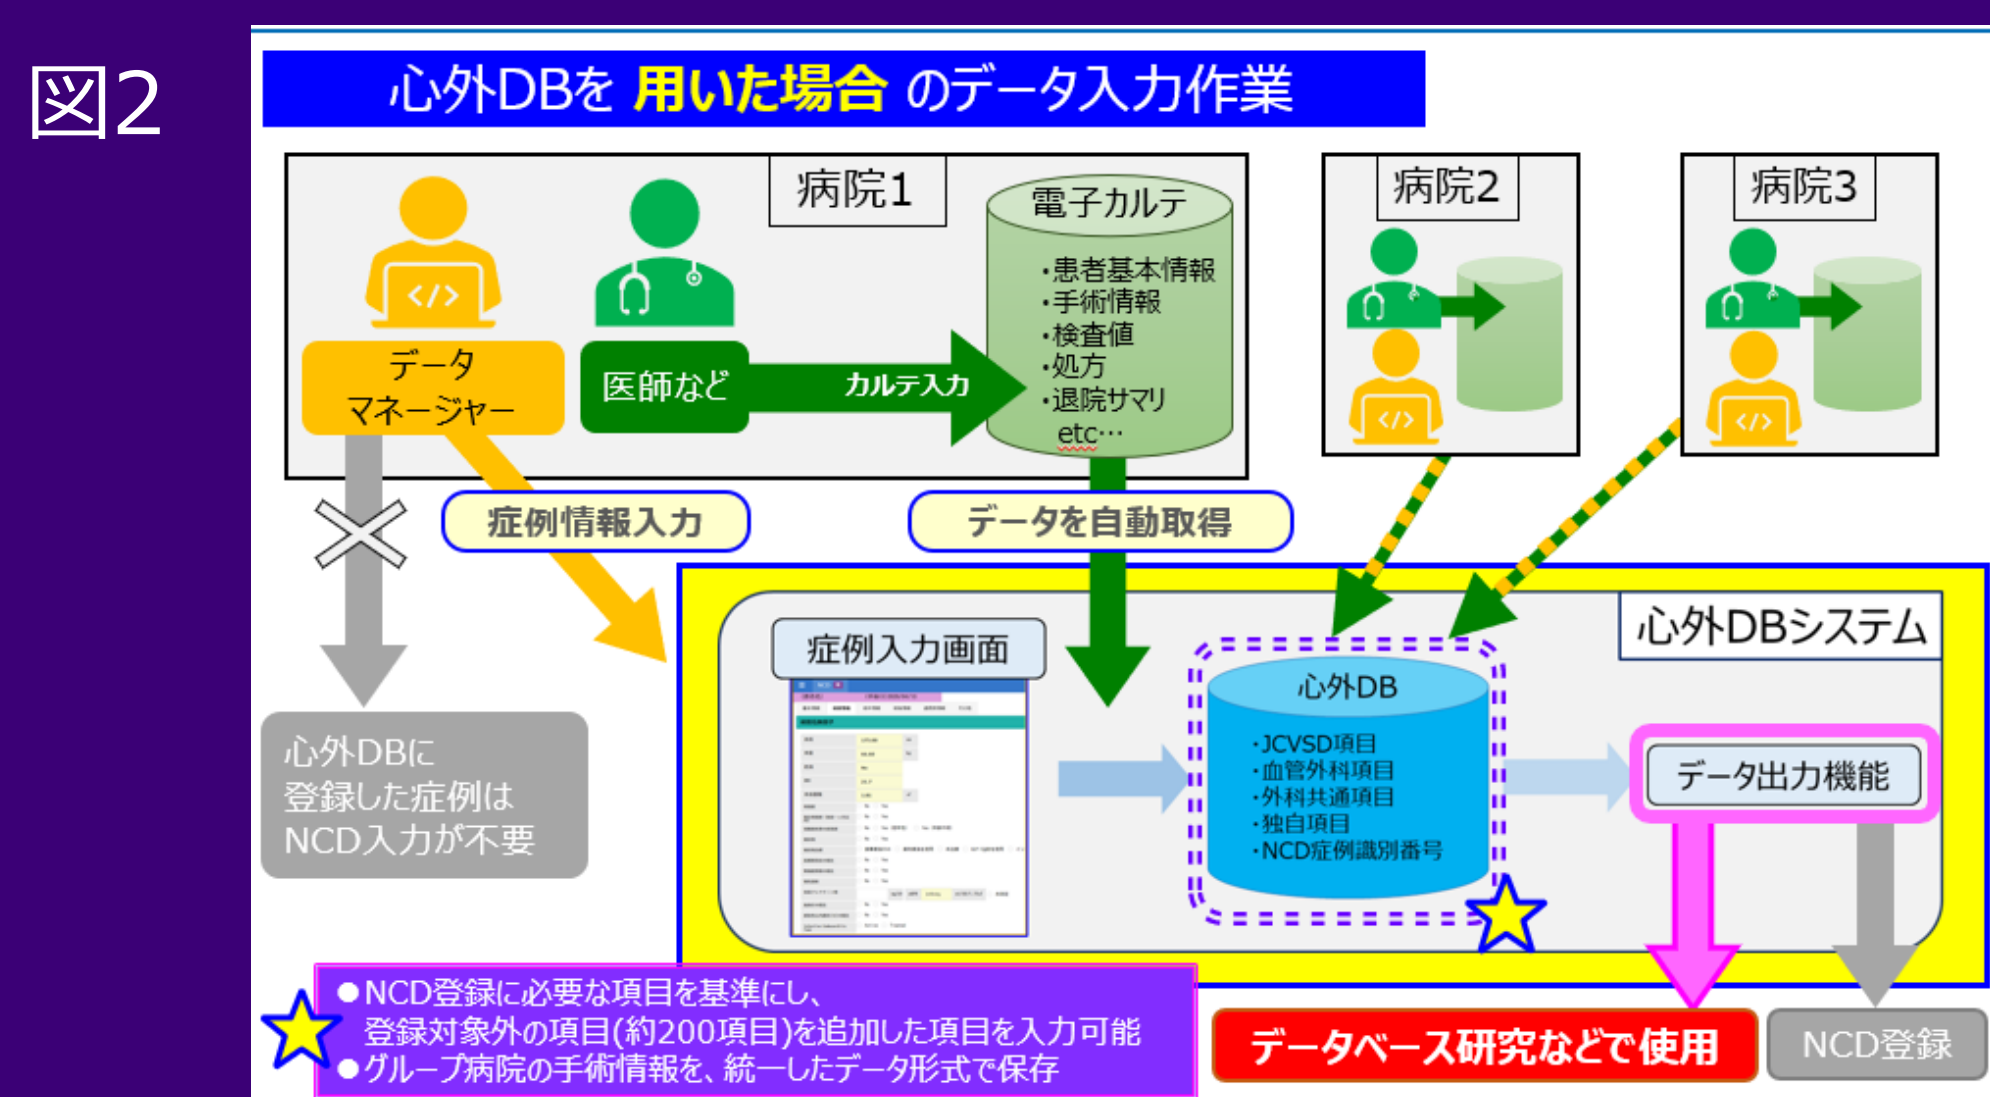 図2
心外DBを 用いた場合 のデータ入力作業
病院1
電子カルテ
・患者基本情報
・手術情報
・検査値
・処方
・退院サマリ
etc…
データ
マネージャー
医師など
カルテ入力
病院2
病院3
</>
</>
</>
症例情報入力
データを自動取得
心外DBに
登録した症例は
NCD入力が不要
心外DBシステム
症例入力画面
心外DB
・JCVSD項目
・血管外科項目
・外科共通項目
・独自項目
・NCD症例識別番号
データ出力機能
●NCD登録に必要な項目を基準にし、
登録対象外の項目(約200項目)を追加した項目を入力可能
●グループ病院の手術情報を、統一したデータ形式で保存
データベース研究などで使用
NCD登録